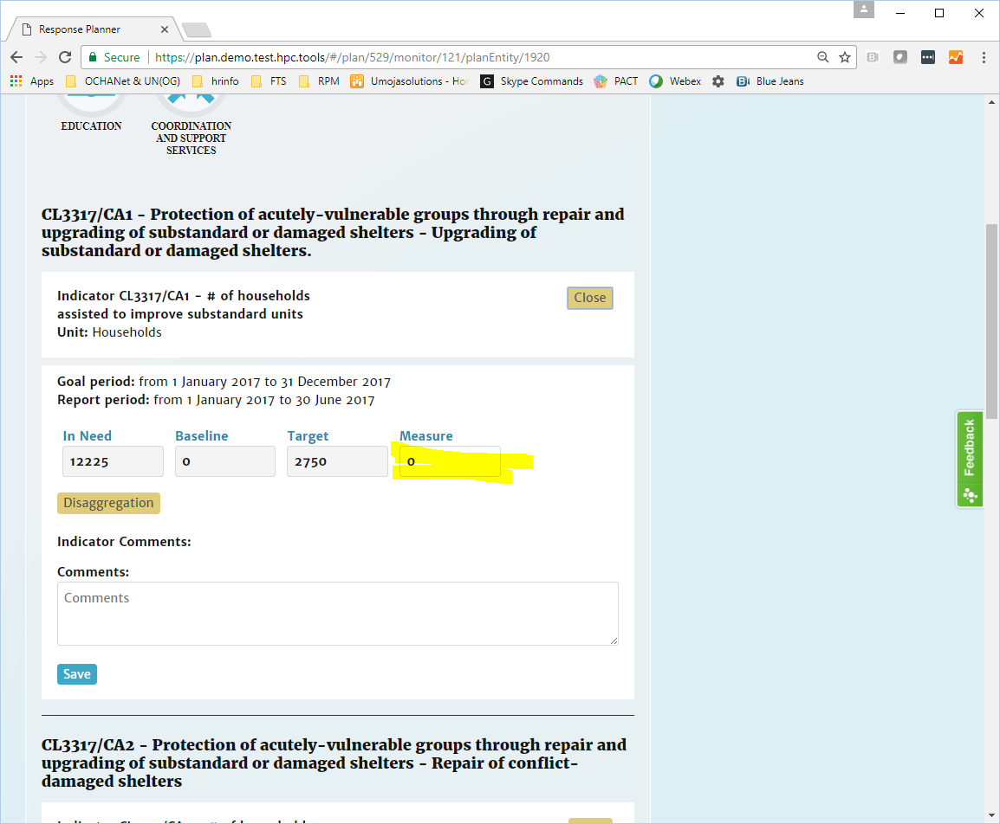 Response Planner
Secure https://plan.demo.test.hpc.tools/#/plan/529/monitor/121/planEntity/1920
Apps OCHANet & UN(OG) hrinfo FTS RPM Umojasolutions - Hor G Skype Commands PACT Webex Bi Blue Jeans
EDUCATION
COORDINATION
AND SUPPORT
SERVICES
CL3317/CA1 - Protection of acutely-vulnerable groups through repair and
upgrading of substandard or damaged shelters - Upgrading of
substandard or damaged shelters.
Indicator CL3317/CA1 - # of households
assisted to improve substandard units
Unit: Households
Close
Goal period: from 1 January 2017 to 31 December 2017
Report period: from 1 January 2017 to 30 June 2017
In Need Baseline Target Measure
12225 0 2750 0
Disaggregation
Indicator Comments:
Comments:
Comments
Save
Feedback
CL3317/CA2 - Protection of acutely-vulnerable groups through repair and
upgrading of substandard or damaged shelters - Repair of conflict-
damaged shelters